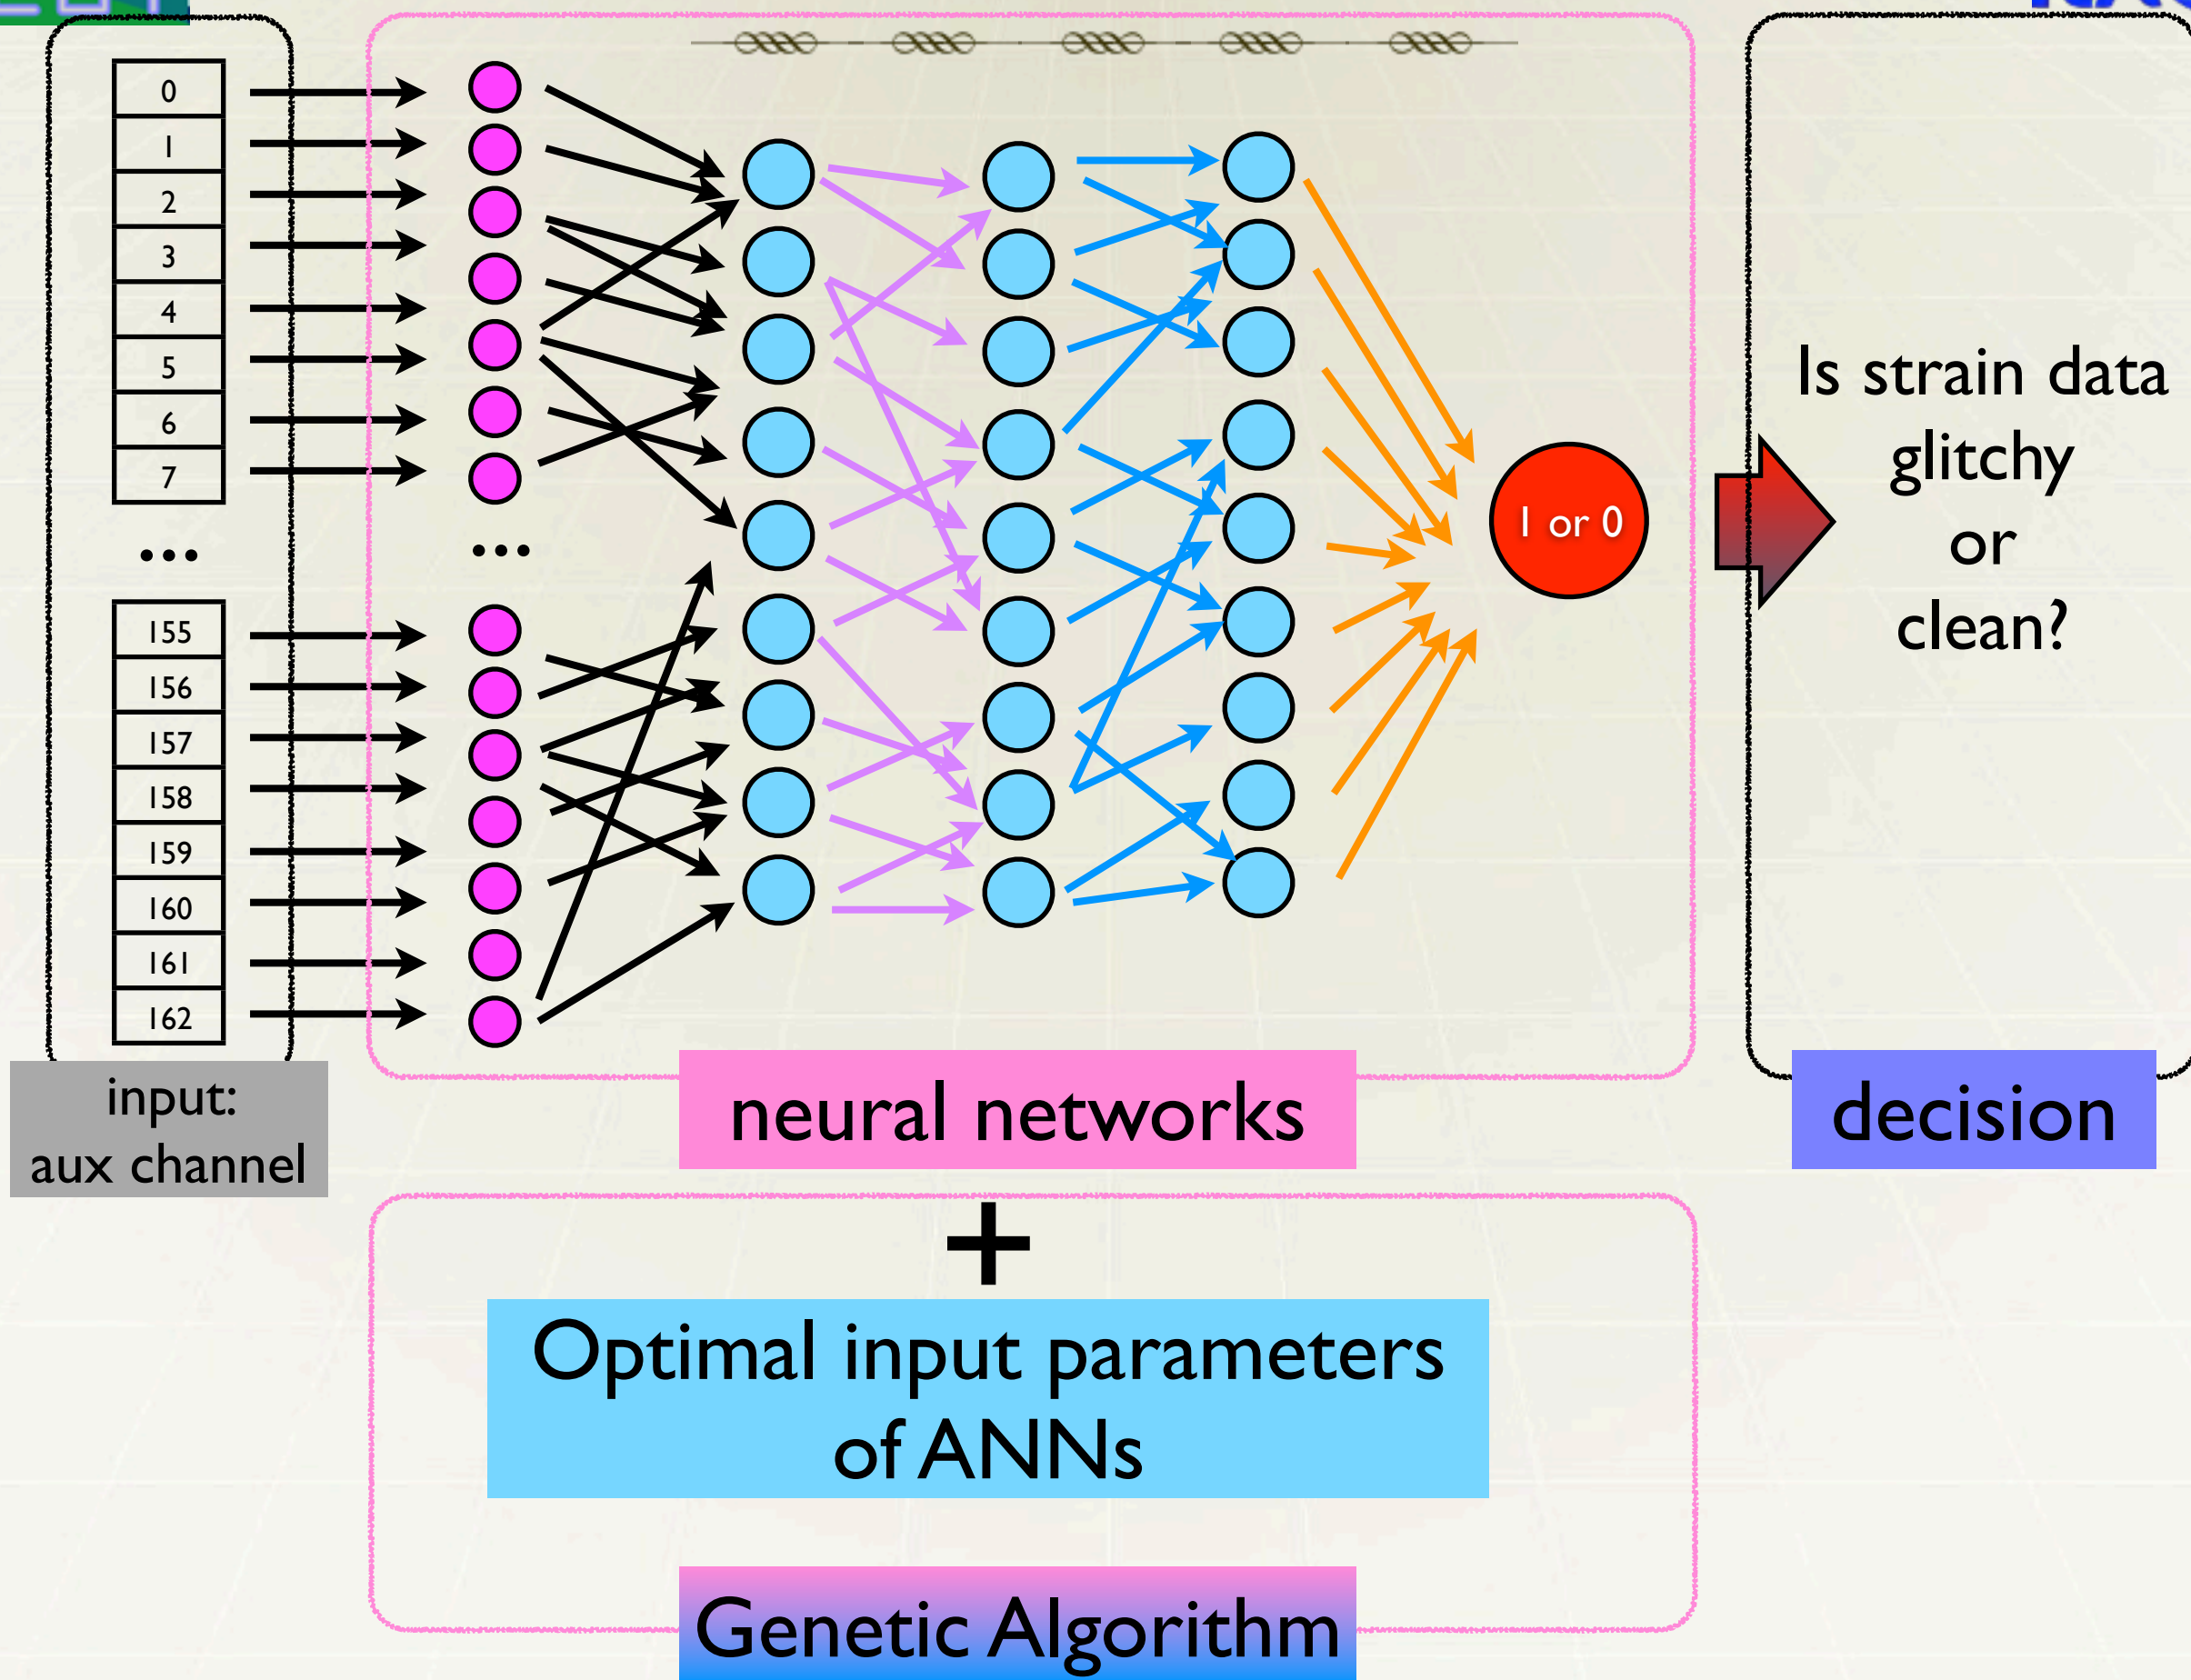 0
1
2
3
4
5
6
7
...
155
156
157
158
159
160
161
162
input:
aux channel
...
1 or 0
neural networks
Is strain data
glitchy
or
clean?
decision
+
Optimal input parameters
of ANNs
Genetic Algorithm